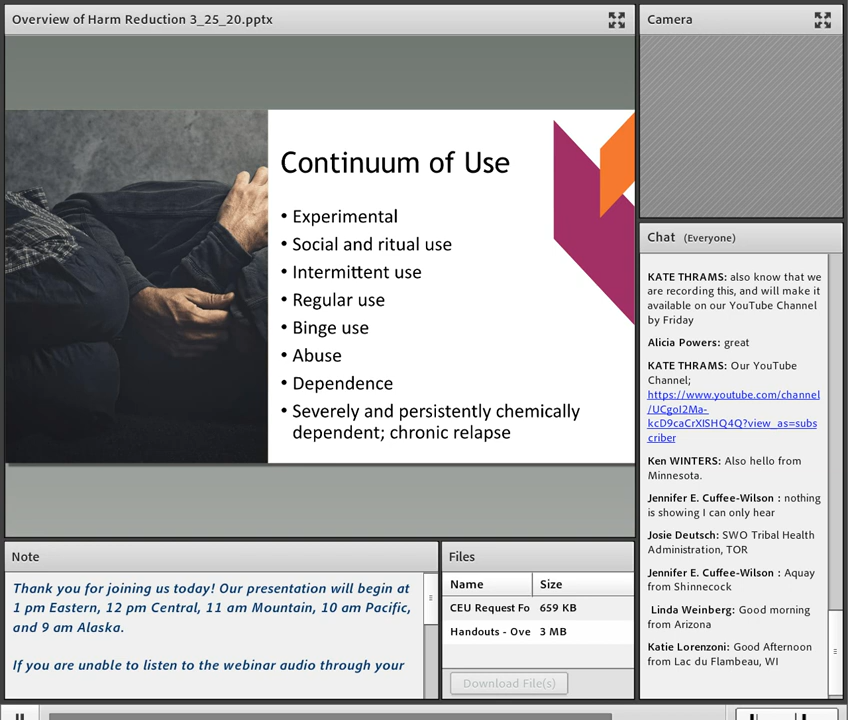 Overview of Harm Reduction 3_25_20.pptx
Continuum of Use
• Experimental
• Social and ritual use
• Intermittent use
• Regular use
• Binge use
• Abuse
• Dependence
• Severely and persistently chemically
dependent; chronic relapse
Note
Thank you for joining us today! Our presentation will begin at
1 pm Eastern, 12 pm Central, 11 am Mountain, 10 am Pacific,
and 9 am Alaska.
If you are unable to listen to the webinar audio through your
Files
Name Size
CEU Request Fo 659 KB
Handouts - Ove 3 MB
Download File(s)
Camera
Chat (Everyone)
KATE THRAMS: also know that we
are recording this, and will make it
available on our YouTube Channel
by Friday
Alicia Powers: great
KATE THRAMS: Our YouTube
Channel;
https://www.youtube.com/channel
/UCgoI2Ma-
kcD9caCrXISHQ4Q?view_as=subs
criber
Ken WINTERS: Also hello from
Minnesota.
Jennifer E. Cuffee-Wilson : nothing
is showing I can only hear
Josie Deutsch: SWO Tribal Health
Administration, TOR
Jennifer E. Cuffee-Wilson : Aquay
from Shinnecock
Linda Weinberg: Good morning
from Arizona
Katie Lorenzoni: Good Afternoon
from Lac du Flambeau, WI